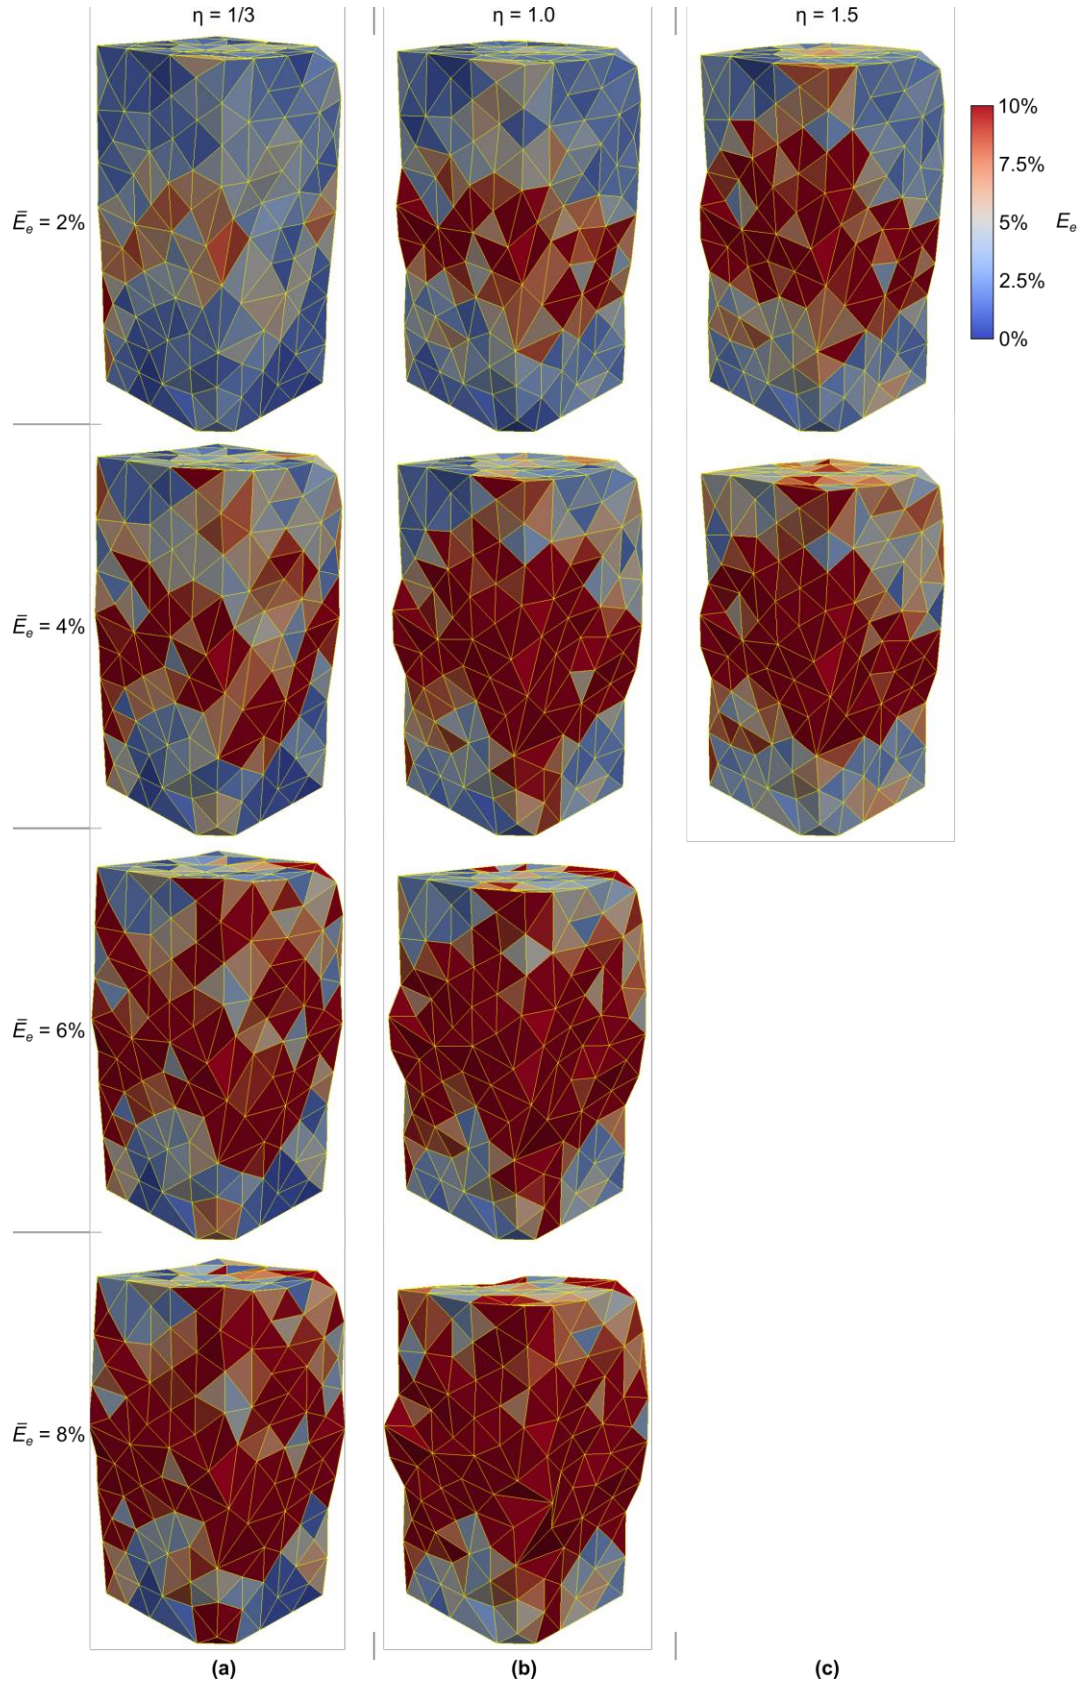 η = 1/3
η = 1.0
η = 1.5
10%
7.5%
5%
2.5%
0%
E_e
Ē_e = 2%
Ē_e = 4%
Ē_e = 6%
Ē_e = 8%
(a)
(b)
(c)